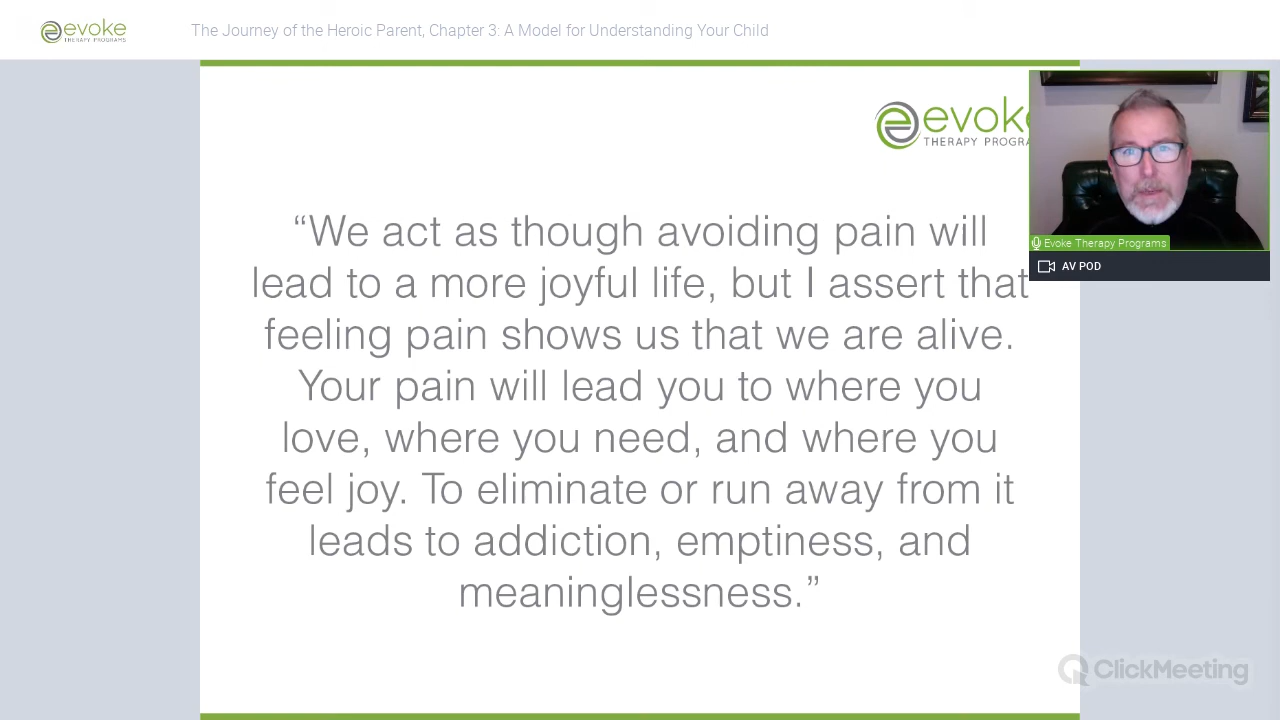 evoke
THERAPY PROGRAMS
The Journey of the Heroic Parent, Chapter 3: A Model for Understanding Your Child
evoke
THERAPY PROGRA
Evoke Therapy Programs
AV POD
“We act as though avoiding pain will
lead to a more joyful life, but I assert that
feeling pain shows us that we are alive.
Your pain will lead you to where you
love, where you need, and where you
feel joy. To eliminate or run away from it
leads to addiction, emptiness, and
meaninglessness.”
ClickMeeting